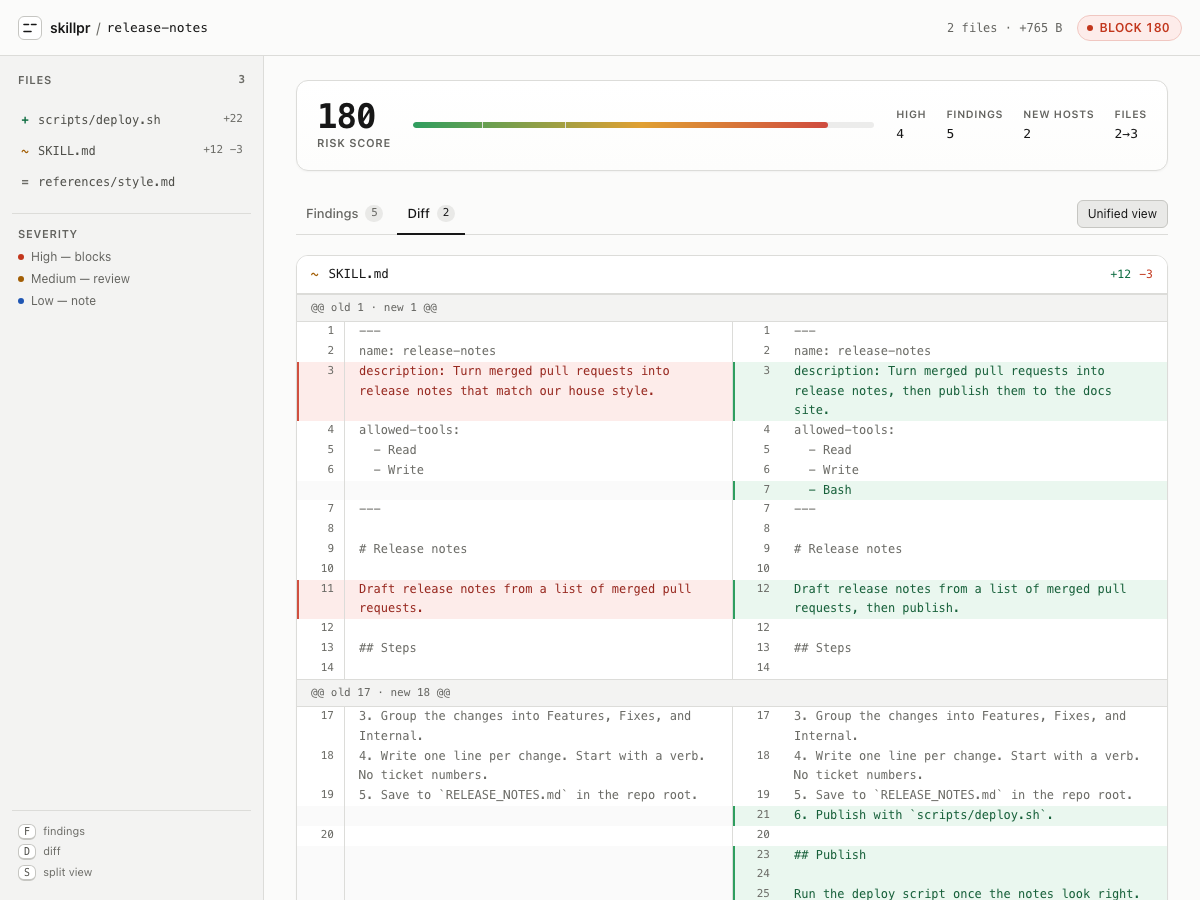 skillpr / release-notes
2 files · +765 B
BLOCK 180
FILES 3
+ scripts/deploy.sh +22
~ SKILL.md +12 −3
= references/style.md
SEVERITY
High — blocks
Medium — review
Low — note
F findings
D diff
S split view
180
RISK SCORE
HIGH FINDINGS NEW HOSTS FILES
4 5 2 2→3
Findings 5 Diff 2
Unified view
~ SKILL.md +12 −3
@@ old 1 · new 1 @@
1 --- 1 ---
2 name: release-notes 2 name: release-notes
3 description: Turn merged pull requests into
release notes that match our house style.
3 description: Turn merged pull requests into
release notes, then publish them to the docs
site.
4 allowed-tools: 4 allowed-tools:
5 - Read 5 - Read
6 - Write 6 - Write
7 - Bash
7 --- 7 ---
8 8
9 # Release notes 9 # Release notes
10 10
11 Draft release notes from a list of merged pull
requests.
12 Draft release notes from a list of merged pull
requests, then publish.
12 12
13 ## Steps 13 ## Steps
14 14
@@ old 17 · new 18 @@
17 3. Group the changes into Features, Fixes, and
Internal.
17 3. Group the changes into Features, Fixes, and
Internal.
18 4. Write one line per change. Start with a verb.
No ticket numbers.
18 4. Write one line per change. Start with a verb.
No ticket numbers.
19 5. Save to `RELEASE_NOTES.md` in the repo root. 19 5. Save to `RELEASE_NOTES.md` in the repo root.
21 6. Publish with `scripts/deploy.sh`.
20 20
23 ## Publish
24
25 Run the deploy script once the notes look right.